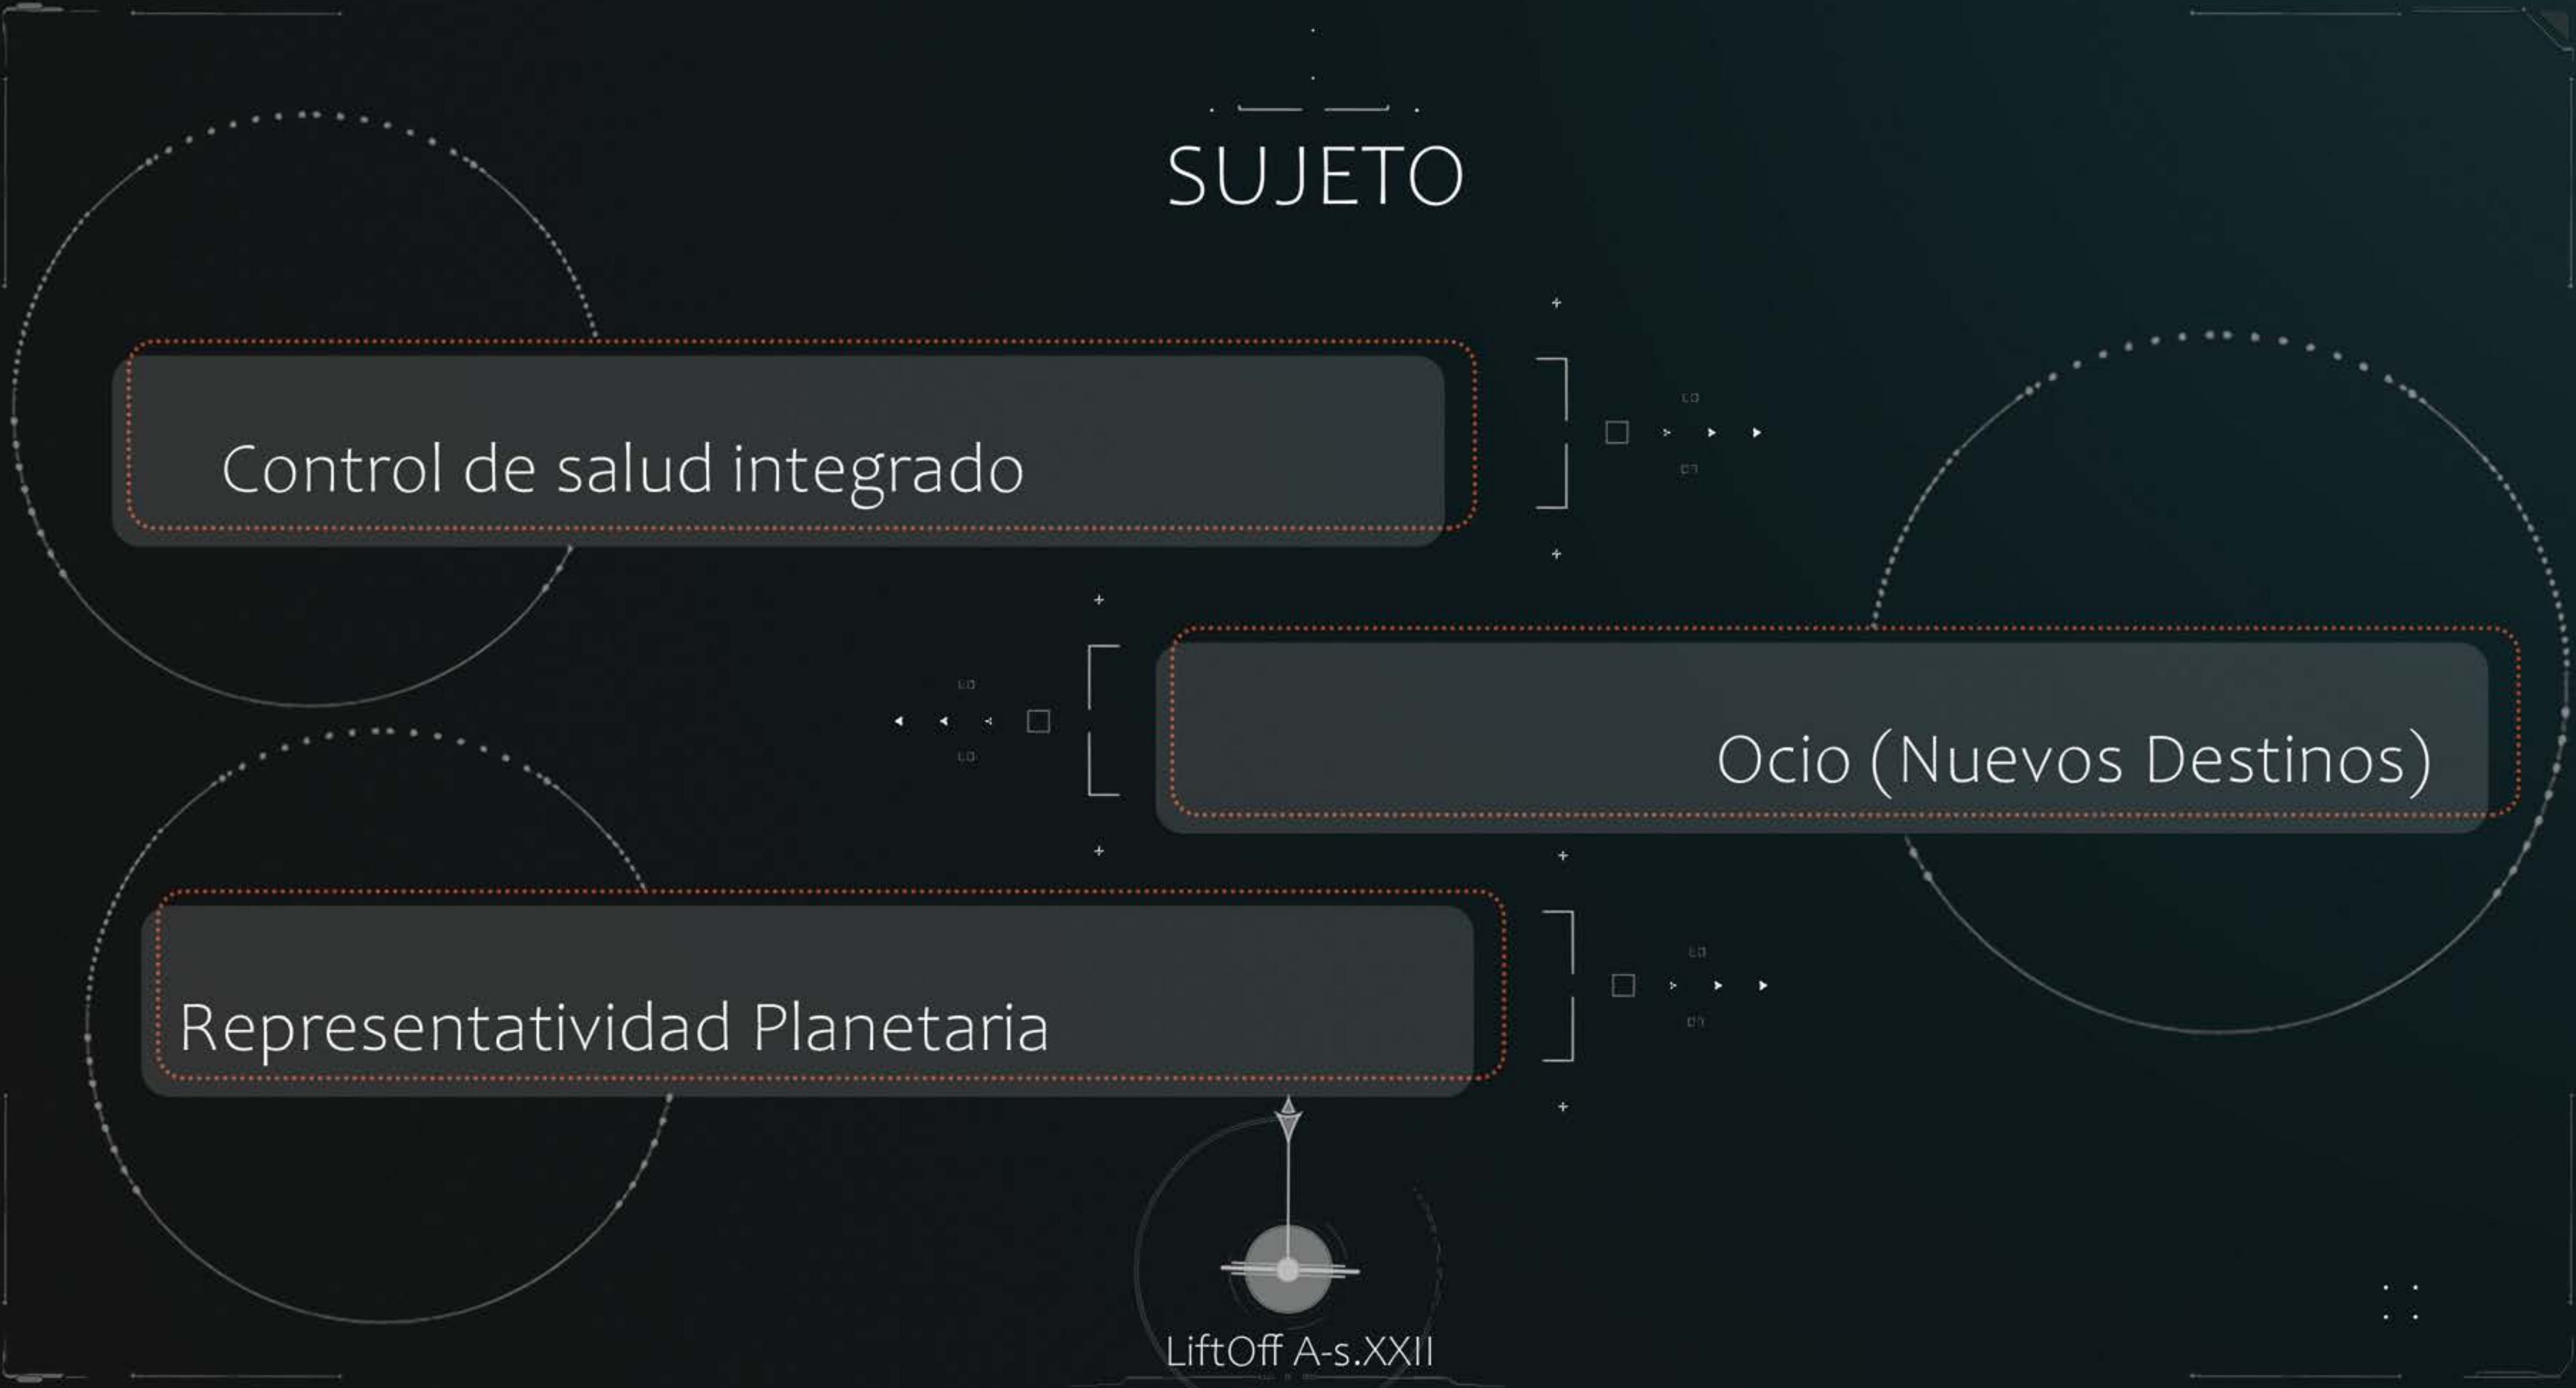 SUJETO
Control de salud integrado
Ocio (Nuevos Destinos)
Representatividad Planetaria
LiftOff A-s.XXII